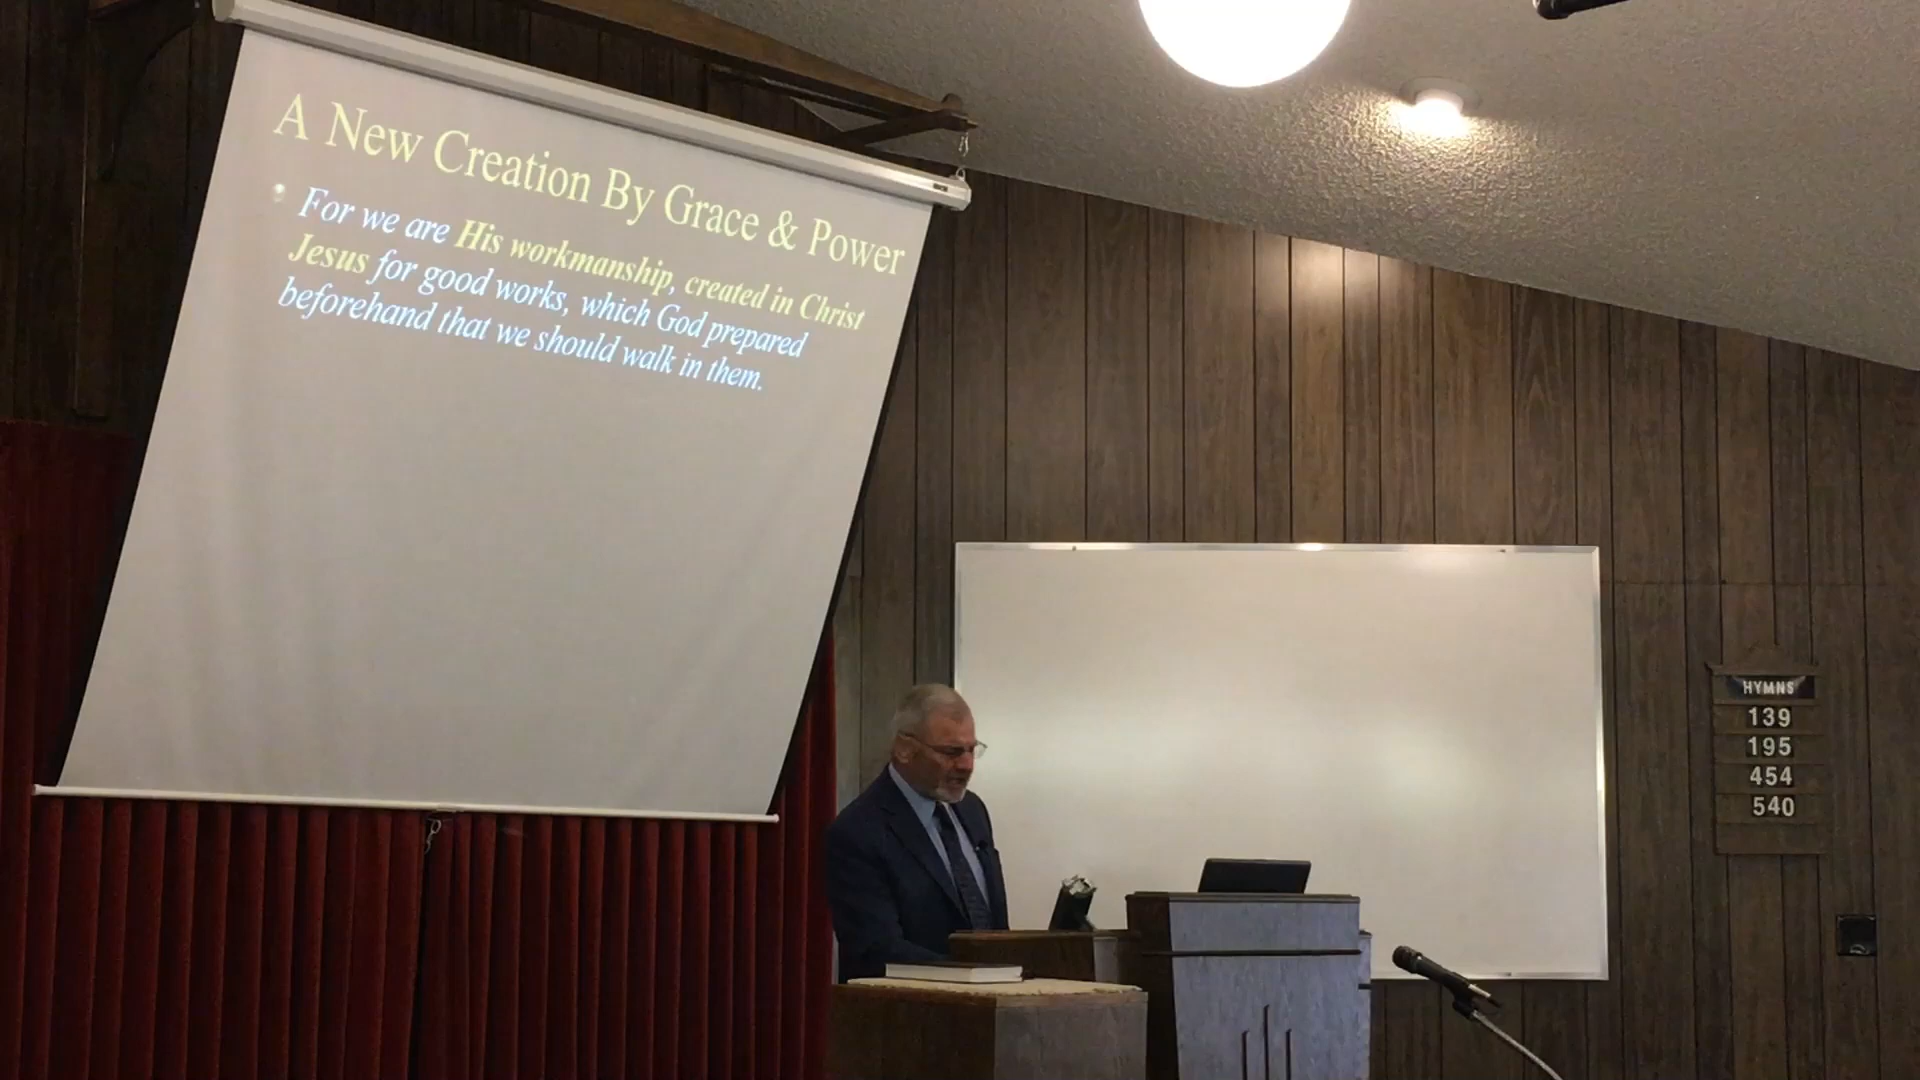 A New Creation By Grace & Power
For we are His workmanship, created in Christ
Jesus for good works, which God prepared
beforehand that we should walk in them.
HYMNS
139
195
454
540